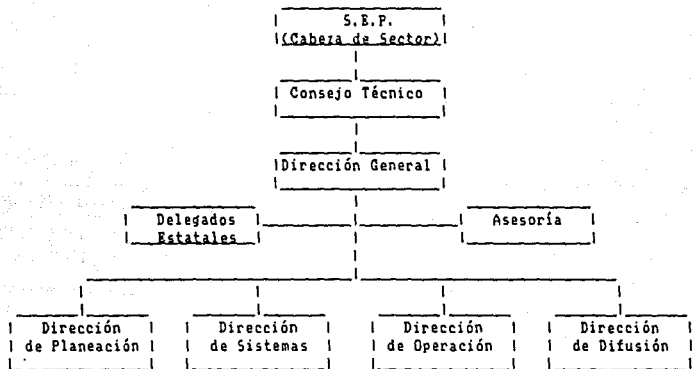 S.E.P.
(Cabeza de Sector)
Consejo Técnico
Dirección General
Delegados
Estatales
Asesoría
Dirección
de Planeación
Dirección
de Sistemas
Dirección
de Operación
Dirección
de Difusión